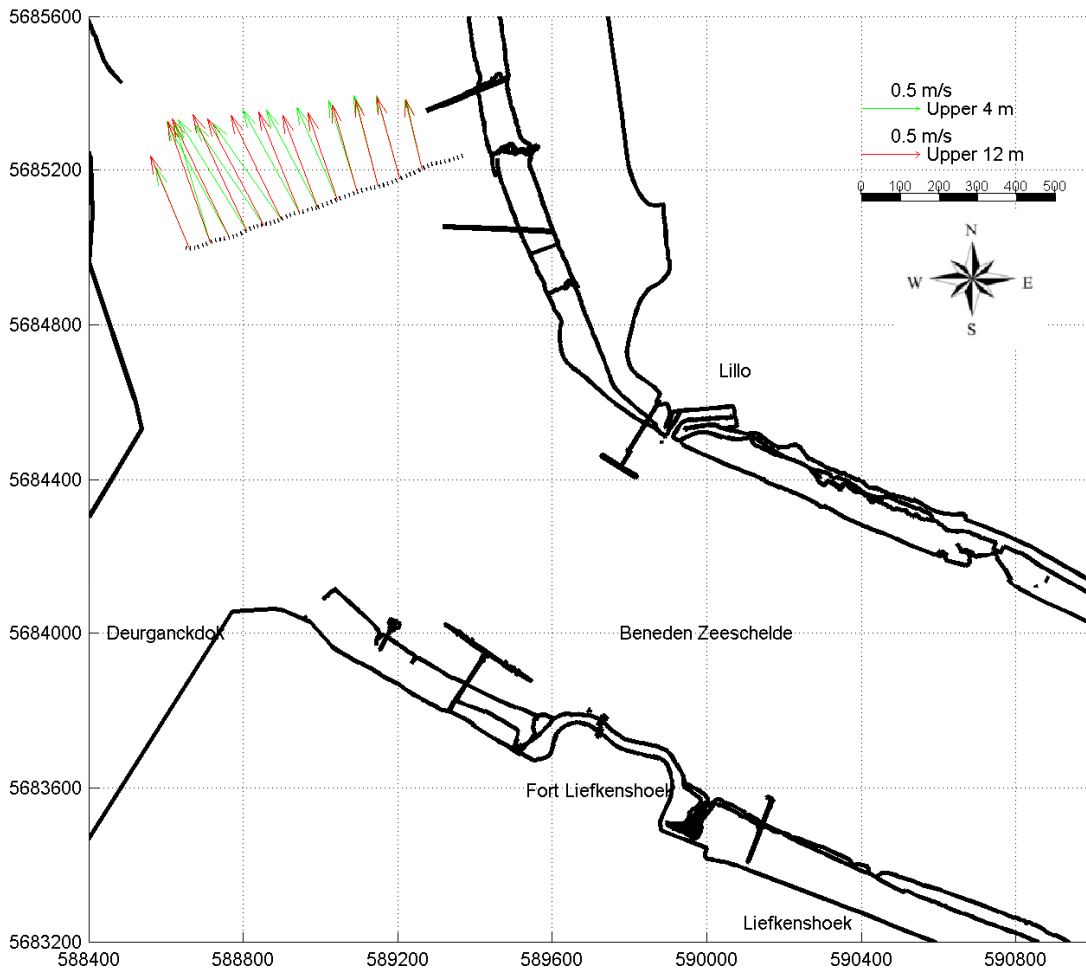 5685600
5685200
5684800
5684400
5684000
5683600
5683200
588400
588800
589200
589600
590000
590400
590800
0.5 m/s
Upper 4 m
0.5 m/s
Upper 12 m
0 100 200 300 400 500
N
W E
S
Lillo
Deurganckdok
Beneden Zeeschelde
Fort Liefkenshoek
Liefkenshoek